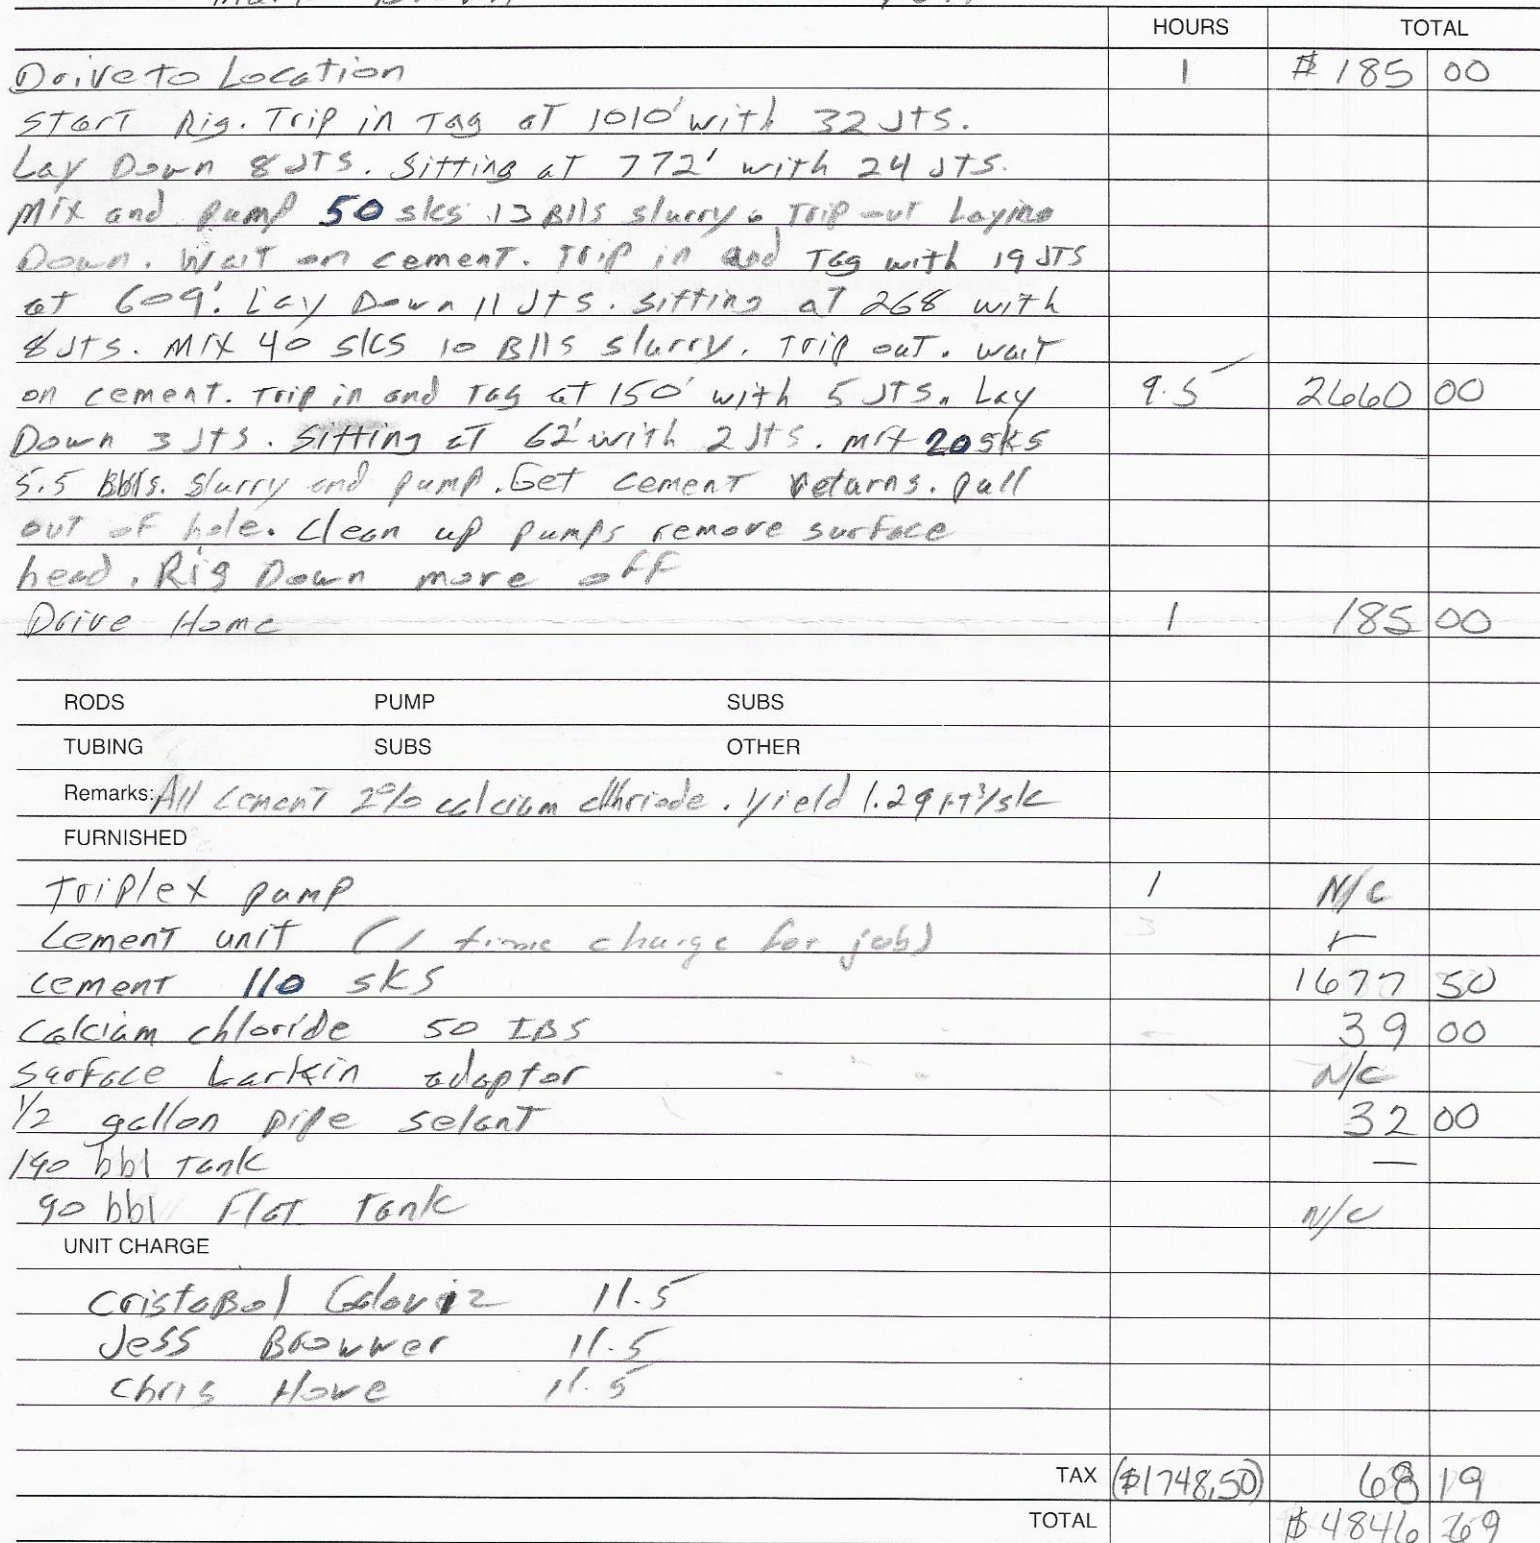 HOURS TOTAL
Drive to Location 1 $ 185 00
Start Rig. Trip in Tag at 1010' with 32 Jts.
Lay Down 8 JTS. Sitting at 772' with 24 JTS.
Mix and pump 50 sks 13 Blls slurry. Trip out Laying
Down. Wait on cement. Trip in and Tag with 19 JTS
at 609'. Lay Down 11 Jts. sitting at 268 with
8 Jts. Mix 40 sks 10 Blls slurry. Trip out. wait
on cement. Trip in and Tag at 150' with 5 JTS. Lay 9.5 2660 00
Down 3 Jts. Sitting at 62' with 2 Jts. mix 20 sks
5.5 Bbls. slurry and pump. Get cement returns. pull
out of hole. Clean up pumps remove surface
head. Rig Down move off
Drive Home 1 185 00
RODS PUMP SUBS
TUBING SUBS OTHER
Remarks: All cement 2% calcium chloriade. yield 1.29 ft³/sk
FURNISHED
Triplex pump 1 N/C
Cement unit (1 time charge for job)
cement 110 sks 1677 50
Calcium chloride 50 IBS 39 00
Surface Larkin adaptor N/C
1/2 gallon pipe selant 32 00
140 bbl Tank —
90 bbl Flat Tank N/C
UNIT CHARGE
CristoBol Galaviz 11.5
Jess Brewer 11.5
Chris Howe 11.5
TAX ($1748.50) 68 19
TOTAL $ 4846 69